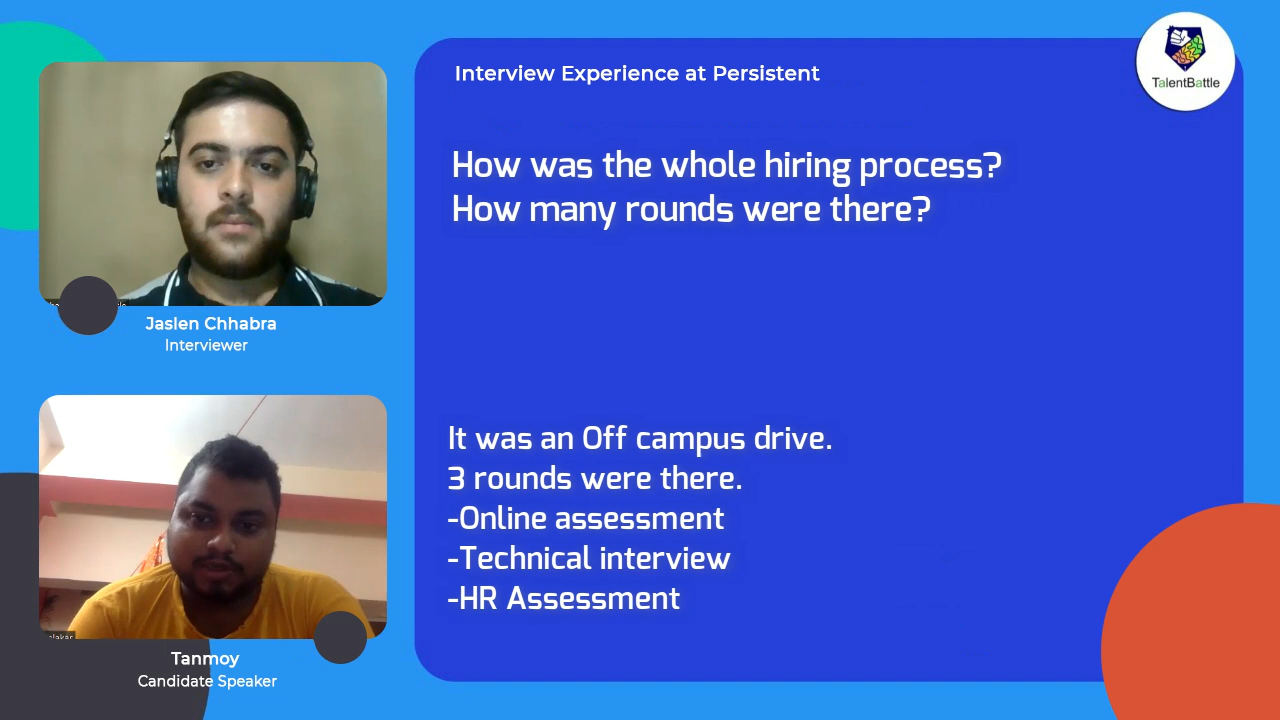 Interview Experience at Persistent
TalentBattle
How was the whole hiring process?
How many rounds were there?
Jaslen Chhabra
Interviewer
It was an Off campus drive.
3 rounds were there.
-Online assessment
-Technical interview
-HR Assessment
Tanmoy
Candidate Speaker